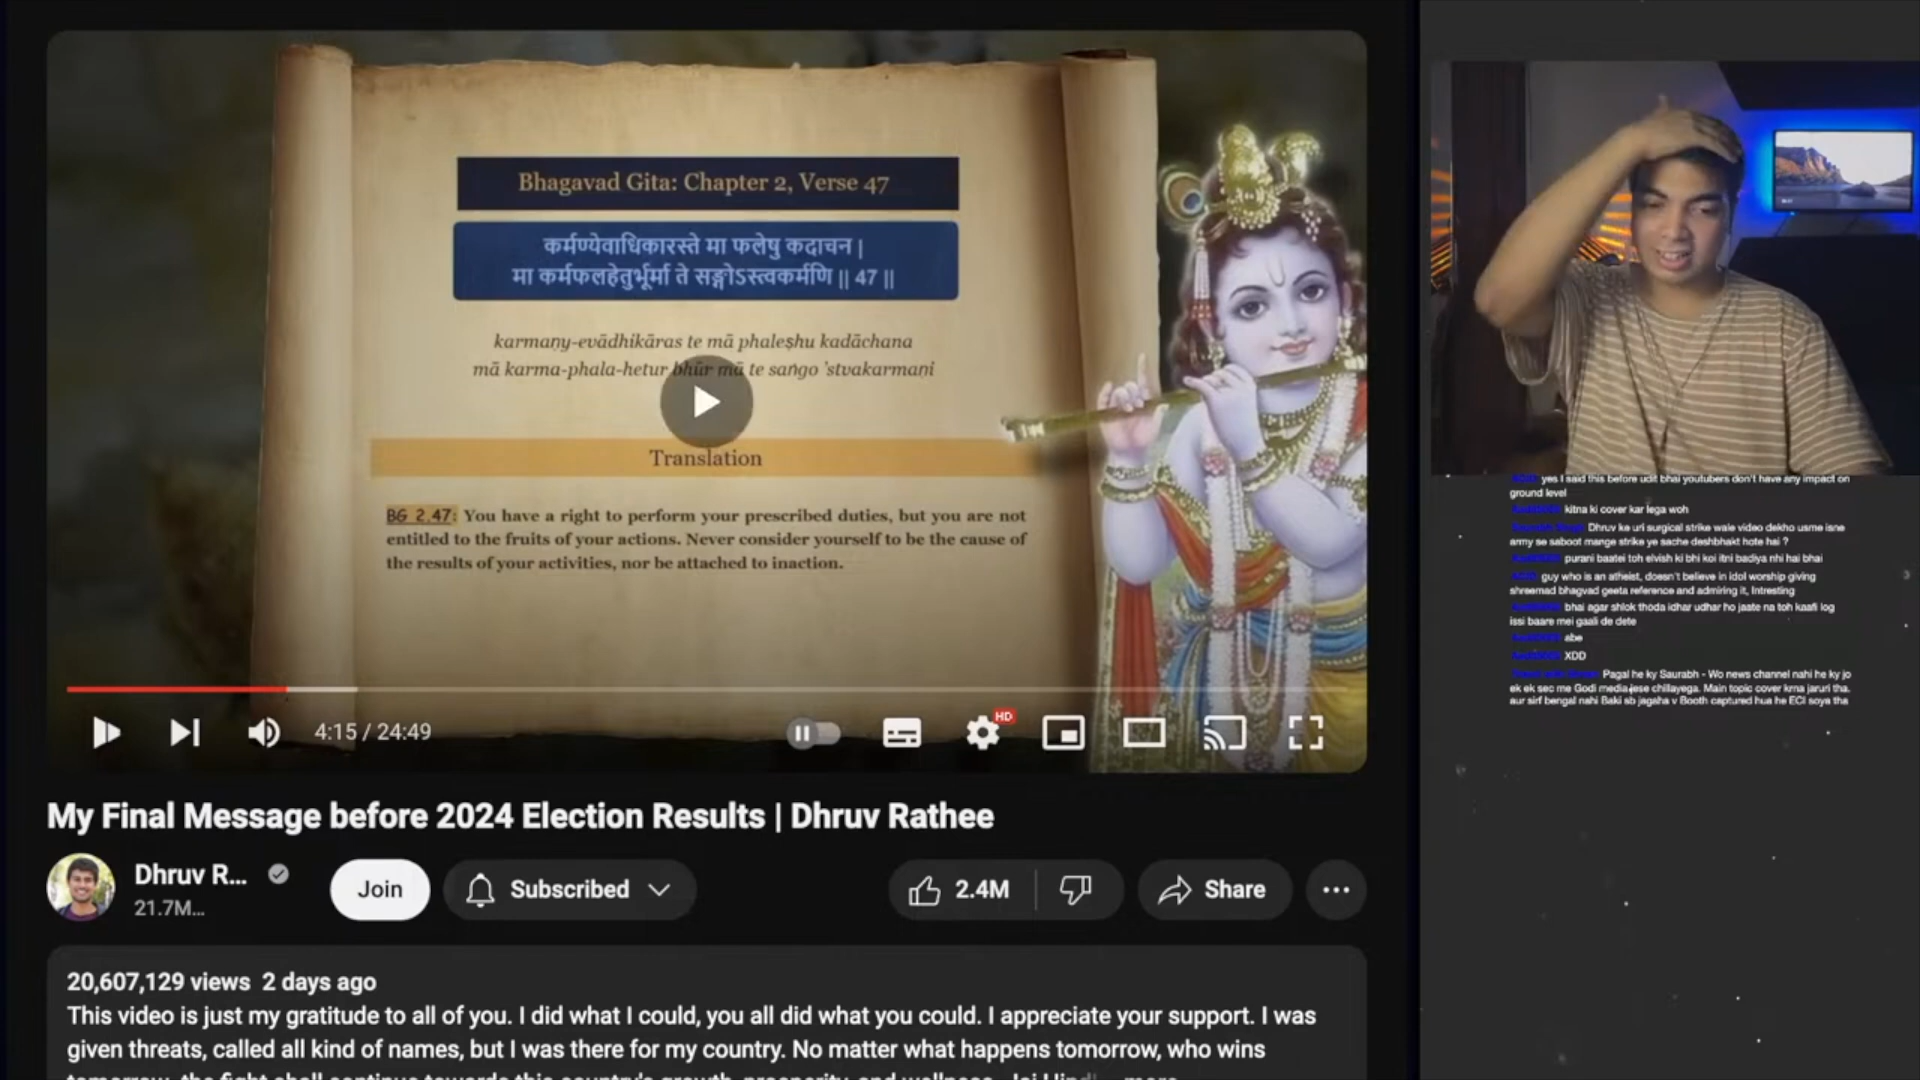 Bhagavad Gita: Chapter 2, Verse 47
कर्मण्येवाधिकारस्ते मा फलेषु कदाचन |
मा कर्मफलहेतुर्भूर्मा ते सङ्गोऽस्त्वकर्मणि || 47 ||
karmaṇy-evādhikāras te mā phaleṣhu kadāchana
mā karma-phala-hetur bhūr mā te saṅgo 'stvakarmaṇi
Translation
BG 2.47: You have a right to perform your prescribed duties, but you are not
entitled to the fruits of your actions. Never consider yourself to be the cause of
the results of your activities, nor be attached to inaction.
4:15 / 24:49
HD
My Final Message before 2024 Election Results | Dhruv Rathee
Dhruv R...
21.7M...
Join
Subscribed
2.4M
Share
20,607,129 views 2 days ago
This video is just my gratitude to all of you. I did what I could, you all did what you could. I appreciate your support. I was
given threats, called all kind of names, but I was there for my country. No matter what happens tomorrow, who wins
yes I said this before udit bhai youtubers don't have any impact on
ground level
kitna ki cover kar lega woh
Dhruv ke uri surgical strike wale video dekho usme isne
army se saboot mange strike ye sache deshbhakt hote hai ?
purani baatei toh elvish ki bhi koi itni badiya nhi hai bhai
guy who is an atheist, doesn't believe in idol worship giving
shreemad bhagvad geeta reference and admiring it, Intresting
bhai agar shlok thoda idhar udhar ho jaate na toh kaafi log
issi baare mei gaali de dete
abe
XDD
Pagal he ky Saurabh - Wo news channel nahi he ky jo
ek ek sec me Godi media jese chillayega. Main topic cover krna jaruri tha.
aur sirf bengal nahi Baki sb jagaha v Booth captured hua he ECI soya tha